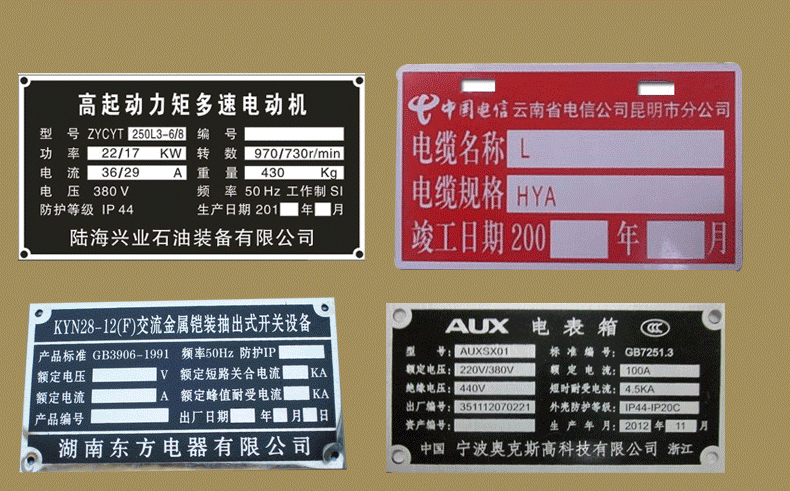 高起动力矩多速电动机
型 号 ZYCYT 250L3-6/8 编 号
功 率 22/17 KW 转 数 970/730r/min
电 流 36/29 A 重 量 430 Kg
电 压 380V 频 率 50Hz 工作制 SI
防护等级 IP 44 生产日期 201 年 月
陆海兴业石油装备有限公司
中国电信 云南省电信公司昆明市分公司
电缆名称 L
电缆规格 HYA
竣工日期 200 年 月
KYN28-12(F)交流金属铠装抽出式开关设备
产品标准 GB3906-1991 频率50Hz 防护IP
额定电压 V 额定短路关合电流 KA
额定电流 A 额定峰值耐受电流 KA
产品编号 出厂日期 年 月 日
湖南东方电器有限公司
AUX 电表箱 CCC
型 号: AUXSX01 标 准 编 号: GB7251.3
额定电压: 220V/380V 额 定 电 流: 100A
绝缘电压: 440V 短时耐受电流: 4.5KA
出厂编号: 351112070221 外壳防护等级: IP44-IP20C
资产编号: 生 产 年 月: 2012 年 11 月
中国 宁波奥克斯高科技有限公司 浙江